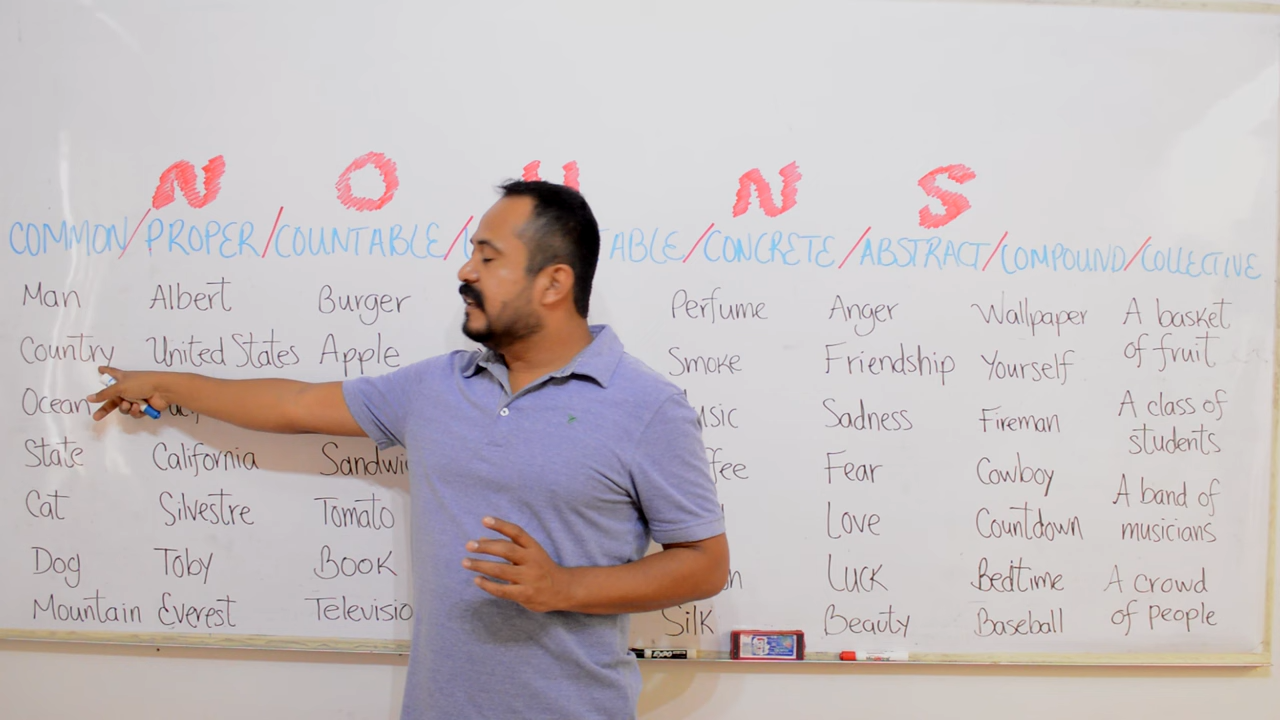 N O U N S
COMMON/PROPER/COUNTABLE/ TABLE/CONCRETE/ABSTRACT/COMPOUND/COLLECTIVE
Man Albert Burger Perfume Anger Wallpaper A basket
of fruit
Country United States Apple Smoke Friendship Yourself
Ocean Sadness Fireman A class of
students
State California Fear Cowboy
Cat Silvestre Tomato Love Countdown A band of
musicians
Dog Toby Book Luck Bedtime A crowd
of people
Mountain Everest Televisio Silk Beauty Baseball